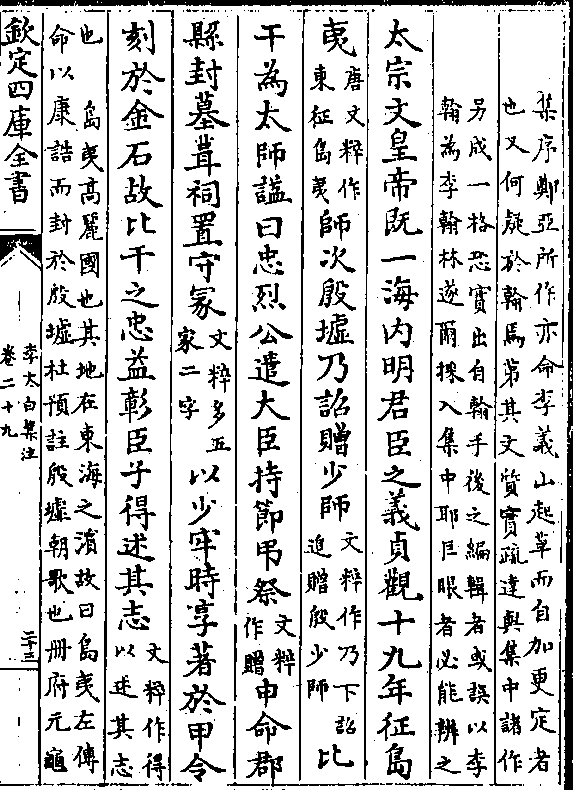 集序鄭亞所作亦命李義山起草而自加更定者
也又何疑於翰焉第其文質實疏達與集中諸作
另成一格恐實出自翰手後之編輯者或誤以李
翰為李翰林遂爾採入集中耶巨眼者必能辨之
太宗文皇帝既一海内明君臣之義貞觀十九年征島
夷唐文粹作東征島夷師次殷墟乃詔贈少師文粹作乃下詔追贈殷少師比
干為太師諡曰忠烈公遣大臣持節弔祭文粹作贈申命郡
縣封墓葺祠置守冢文粹多五家二字以少牢時享著於甲令
刻於金石故比干之忠益彰臣子得述其志文粹作得以述其志
也島夷高麗國也其地在東海之濵故曰島夷左傳
命以康誥而封於殷墟杜預註殷墟朝歌也冊府元龜
欽定四庫全書
李太白集注
卷二十九
二十三